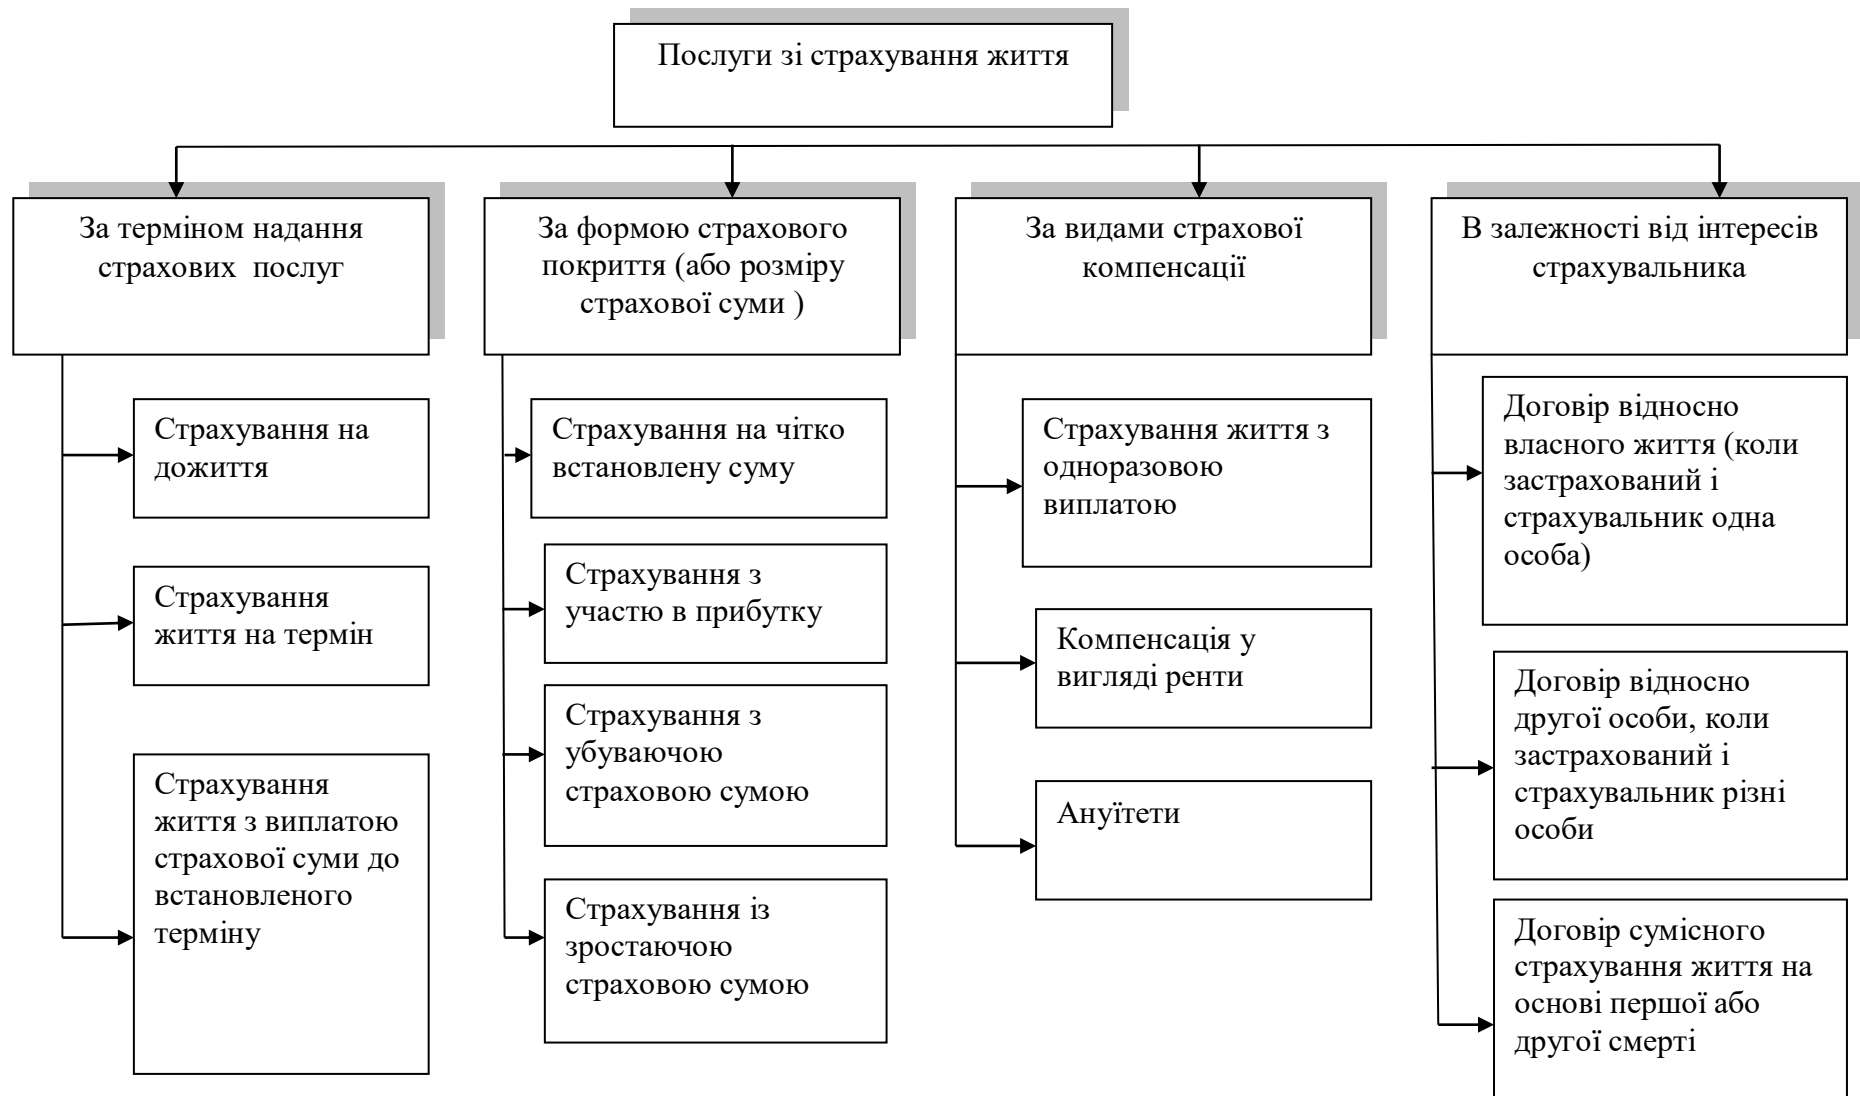 Послуги зі страхування життя
За терміном надання
страхових послуг
За формою страхового
покриття (або розміру
страхової суми )
За видами страхової
компенсації
В залежності від інтересів
страхувальника
Страхування на
дожиття
Страхування
життя на термін
Страхування
життя з виплатою
страхової суми до
встановленого
терміну
Страхування на чітко
встановлену суму
Страхування з
участю в прибутку
Страхування з
убуваючою
страховою сумою
Страхування із
зростаючою
страховою сумою
Страхування життя з
одноразовою
виплатою
Компенсація у
вигляді ренти
Ануїтети
Договір відносно
власного життя (коли
застрахований і
страхувальник одна
особа)
Договір відносно
другої особи, коли
застрахований і
страхувальник різні
особи
Договір сумісного
страхування життя на
основі першої або
другої смерті